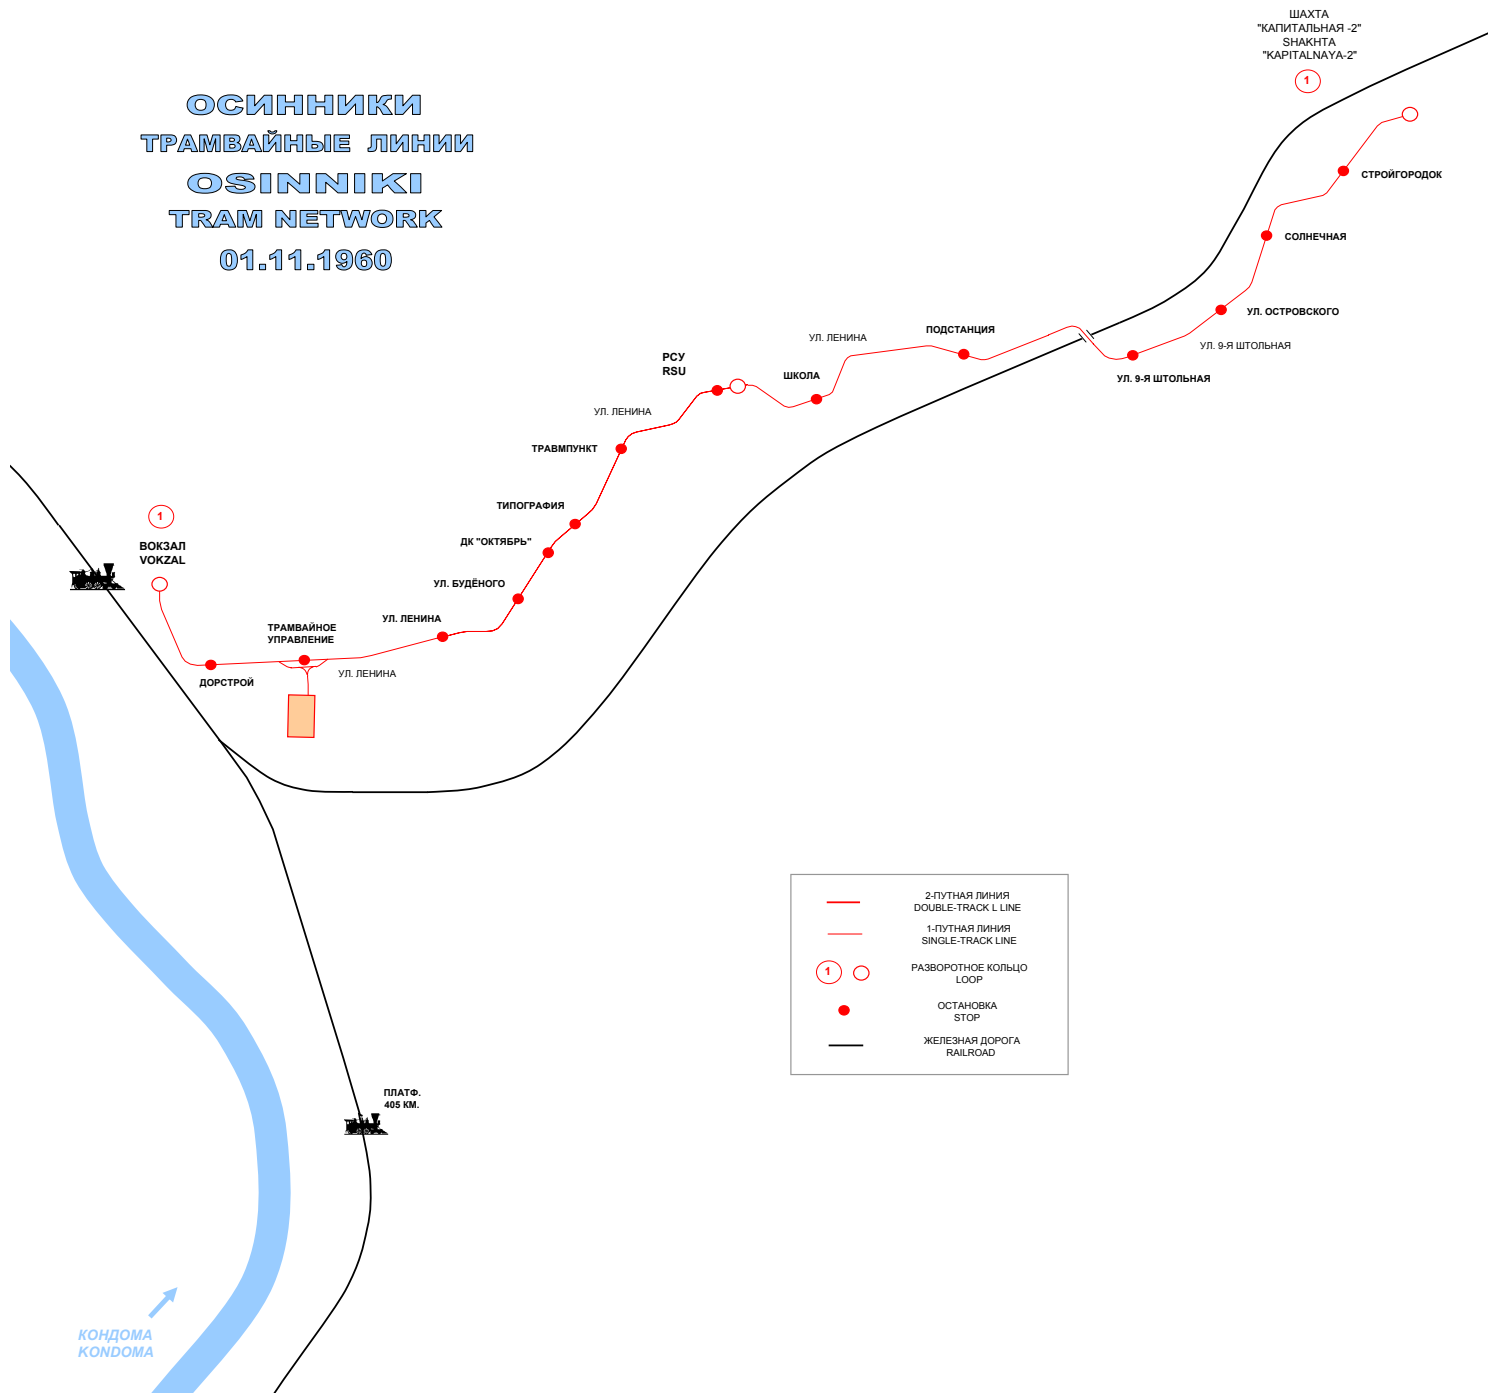 ШАХТА
"КАПИТАЛЬНАЯ -2"
SHAKHTA
"KAPITALNAYA-2"
1
ОСИННИКИ
ТРАМВАЙНЫЕ ЛИНИИ
OSINNIKI
TRAM NETWORK
01.11.1960
СТРОЙГОРОДОК
СОЛНЕЧНАЯ
УЛ. ОСТРОВСКОГО
УЛ. 9-Я ШТОЛЬНАЯ
УЛ. 9-Я ШТОЛЬНАЯ
ПОДСТАНЦИЯ
УЛ. ЛЕНИНА
ШКОЛА
РСУ
RSU
УЛ. ЛЕНИНА
ТРАВМПУНКТ
ТИПОГРАФИЯ
ДК "ОКТЯБРЬ"
УЛ. БУДЁНОГО
УЛ. ЛЕНИНА
1
ВОКЗАЛ
VOKZAL
ТРАМВАЙНОЕ
УПРАВЛЕНИЕ
УЛ. ЛЕНИНА
ДОРСТРОЙ
2-ПУТНАЯ ЛИНИЯ
DOUBLE-TRACK L LINE
1-ПУТНАЯ ЛИНИЯ
SINGLE-TRACK LINE
1
РАЗВОРОТНОЕ КОЛЬЦО
LOOP
ОСТАНОВКА
STOP
ЖЕЛЕЗНАЯ ДОРОГА
RAILROAD
ПЛАТФ.
405 КМ.
КОНДОМА
KONDOMA